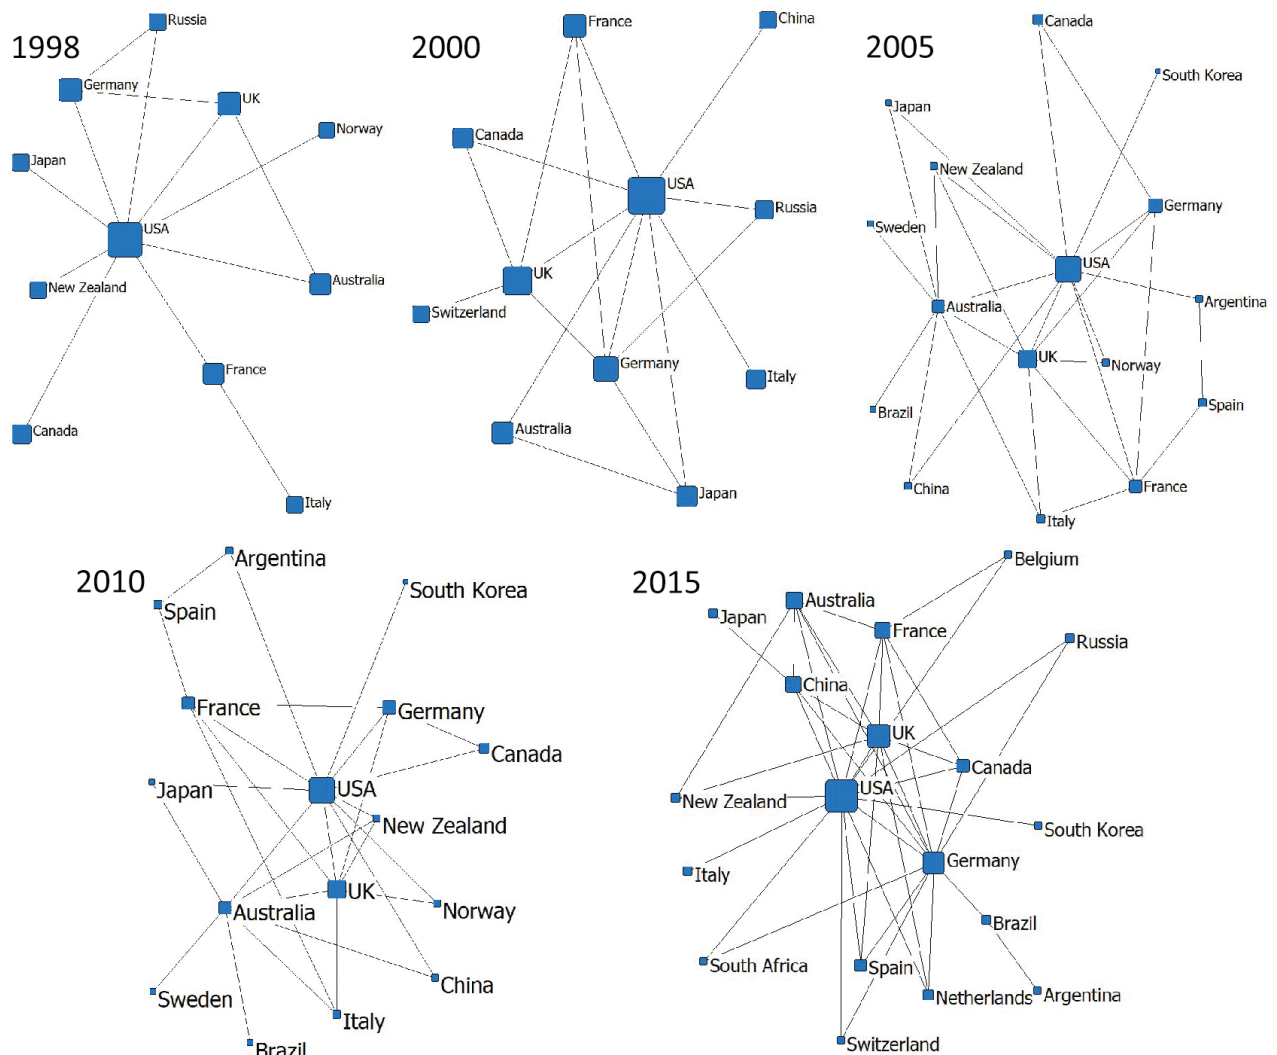 1998
Russia
Germany
UK
Norway
Japan
USA
New Zealand
Australia
France
Canada
Italy
2000
France
China
Canada
USA
Russia
UK
Switzerland
Germany
Italy
Australia
Japan
2005
Canada
South Korea
Japan
New Zealand
Germany
Sweden
USA
Argentina
Australia
UK
Norway
Brazil
Spain
China
France
Italy
2010
Argentina
South Korea
Spain
France
Germany
Canada
Japan
USA
New Zealand
UK
Australia
Norway
China
Sweden
Italy
Brazil
2015
Belgium
Australia
Japan
France
Russia
China
UK
Canada
USA
New Zealand
South Korea
Germany
Italy
Brazil
South Africa
Spain
Netherlands
Argentina
Switzerland